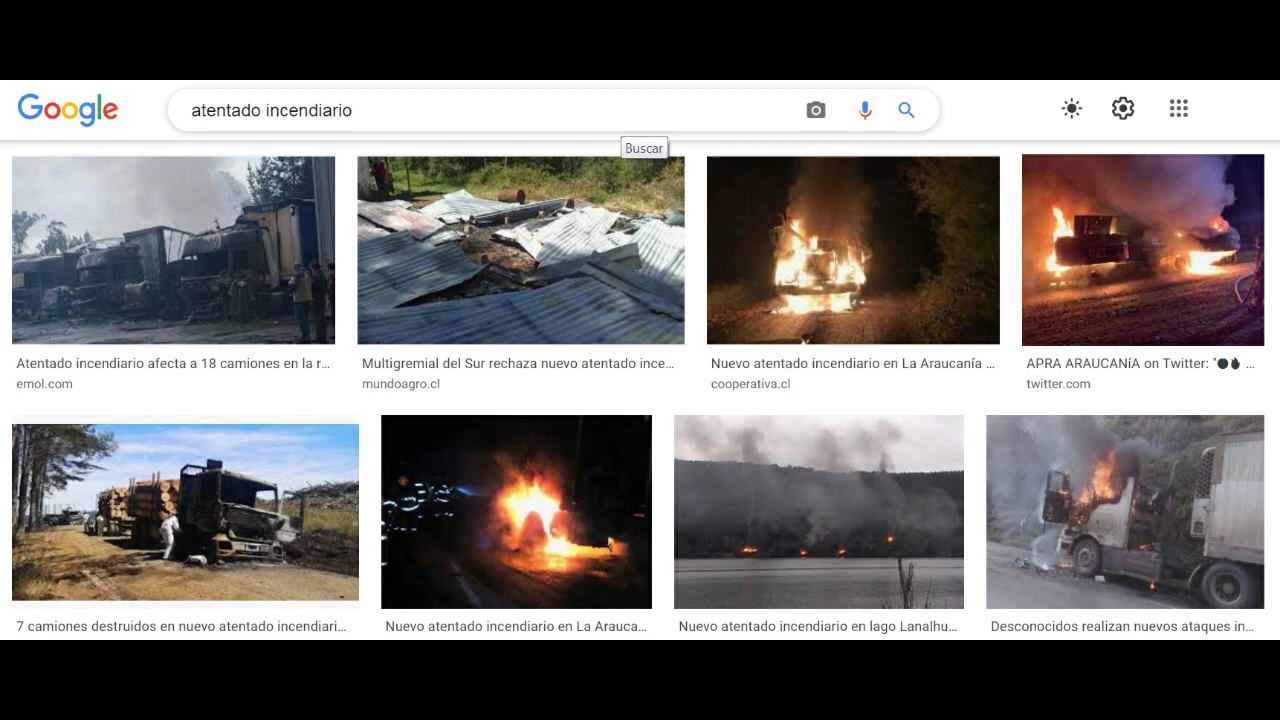 Google
atentado incendiario
Buscar
Atentado incendiario afecta a 18 camiones en la r...
emol.com
Multigremial del Sur rechaza nuevo atentado ince...
mundoagro.cl
Nuevo atentado incendiario en La Araucanía ...
cooperativa.cl
APRA ARAUCANíA on Twitter: "⚫✋ ...
twitter.com
7 camiones destruidos en nuevo atentado incendiari...
Nuevo atentado incendiario en La Arauca...
Nuevo atentado incendiario en lago Lanalhu...
Desconocidos realizan nuevos ataques in...